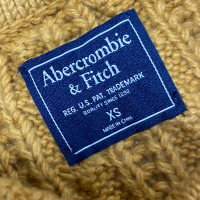 Abercrombie
& Fitch
REG. U.S. PAT. TRADEMARK
QUALITY SINCE 1892
XS
MADE IN CHINA